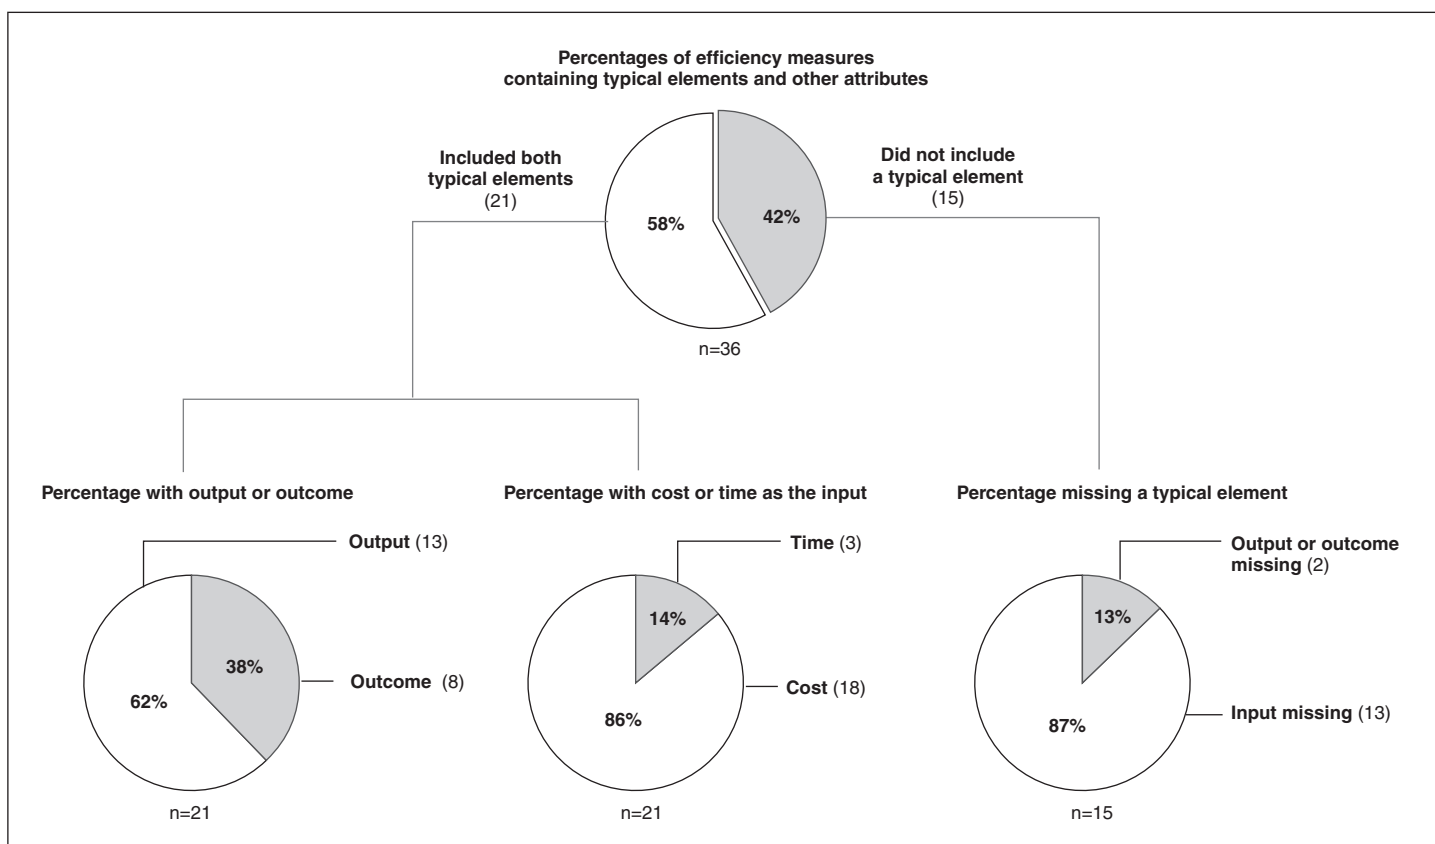 Percentages of efficiency measures
containing typical elements and other attributes
Included both
typical elements
(21)
Did not include
a typical element
(15)
58%
42%
n=36
Percentage with output or outcome
Output (13)
38%
Outcome (8)
62%
n=21
Percentage with cost or time as the input
Time (3)
14%
Cost (18)
86%
n=21
Percentage missing a typical element
Output or outcome
missing (2)
13%
Input missing (13)
87%
n=15